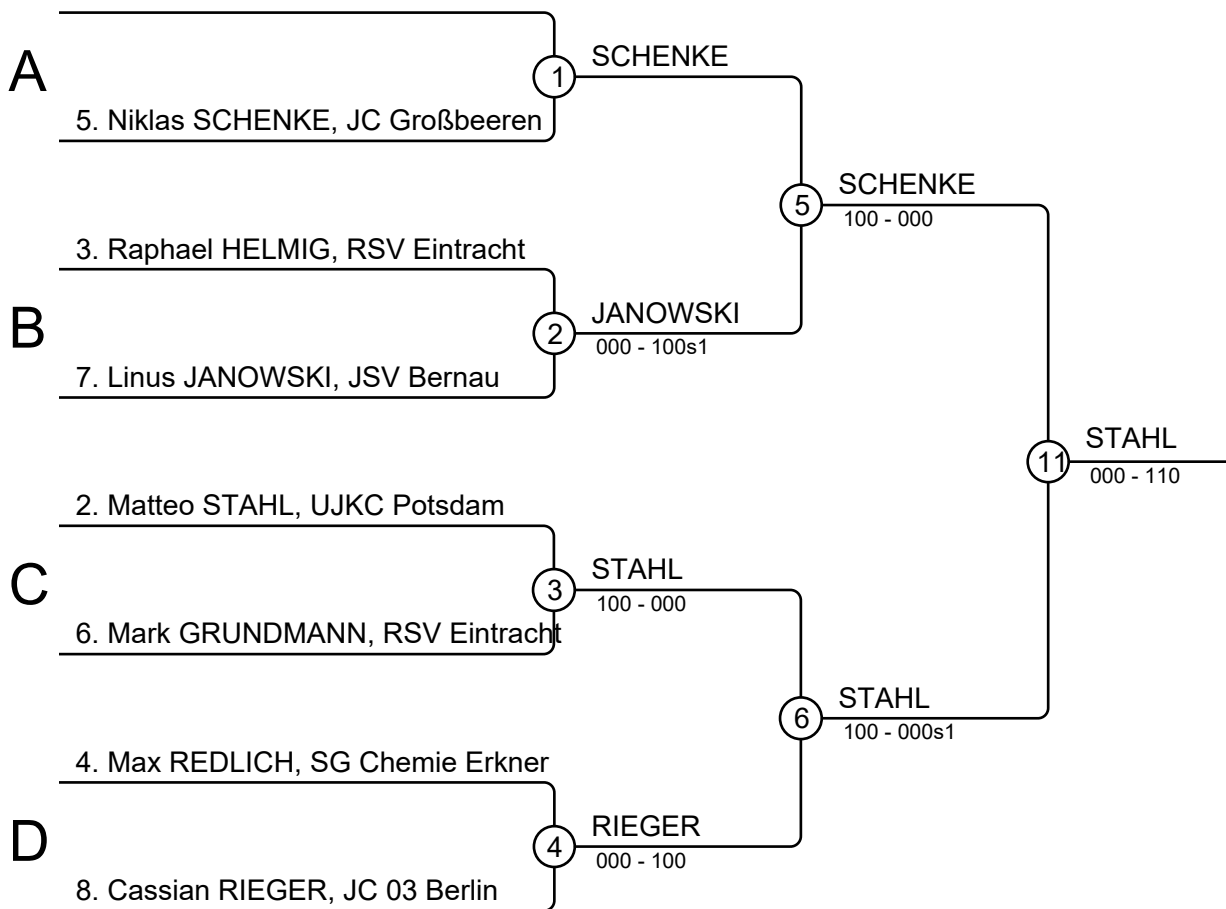 A
1
SCHENKE
5. Niklas SCHENKE, JC Großbeeren
5
SCHENKE
100 - 000
3. Raphael HELMIG, RSV Eintracht
B
2
JANOWSKI
000 - 100s1
7. Linus JANOWSKI, JSV Bernau
11
STAHL
000 - 110
2. Matteo STAHL, UJKC Potsdam
C
3
STAHL
100 - 000
6. Mark GRUNDMANN, RSV Eintracht
6
STAHL
100 - 000s1
4. Max REDLICH, SG Chemie Erkner
D
4
RIEGER
000 - 100
8. Cassian RIEGER, JC 03 Berlin